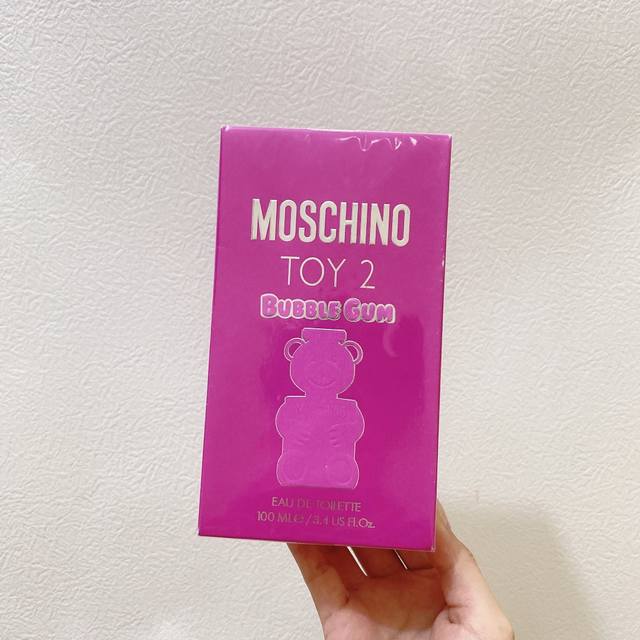 MOSCHINO
TOY 2
BUBBLE GUM
EAU DE TOILETTE
100 ML e / 3.4 US Fl.Oz.